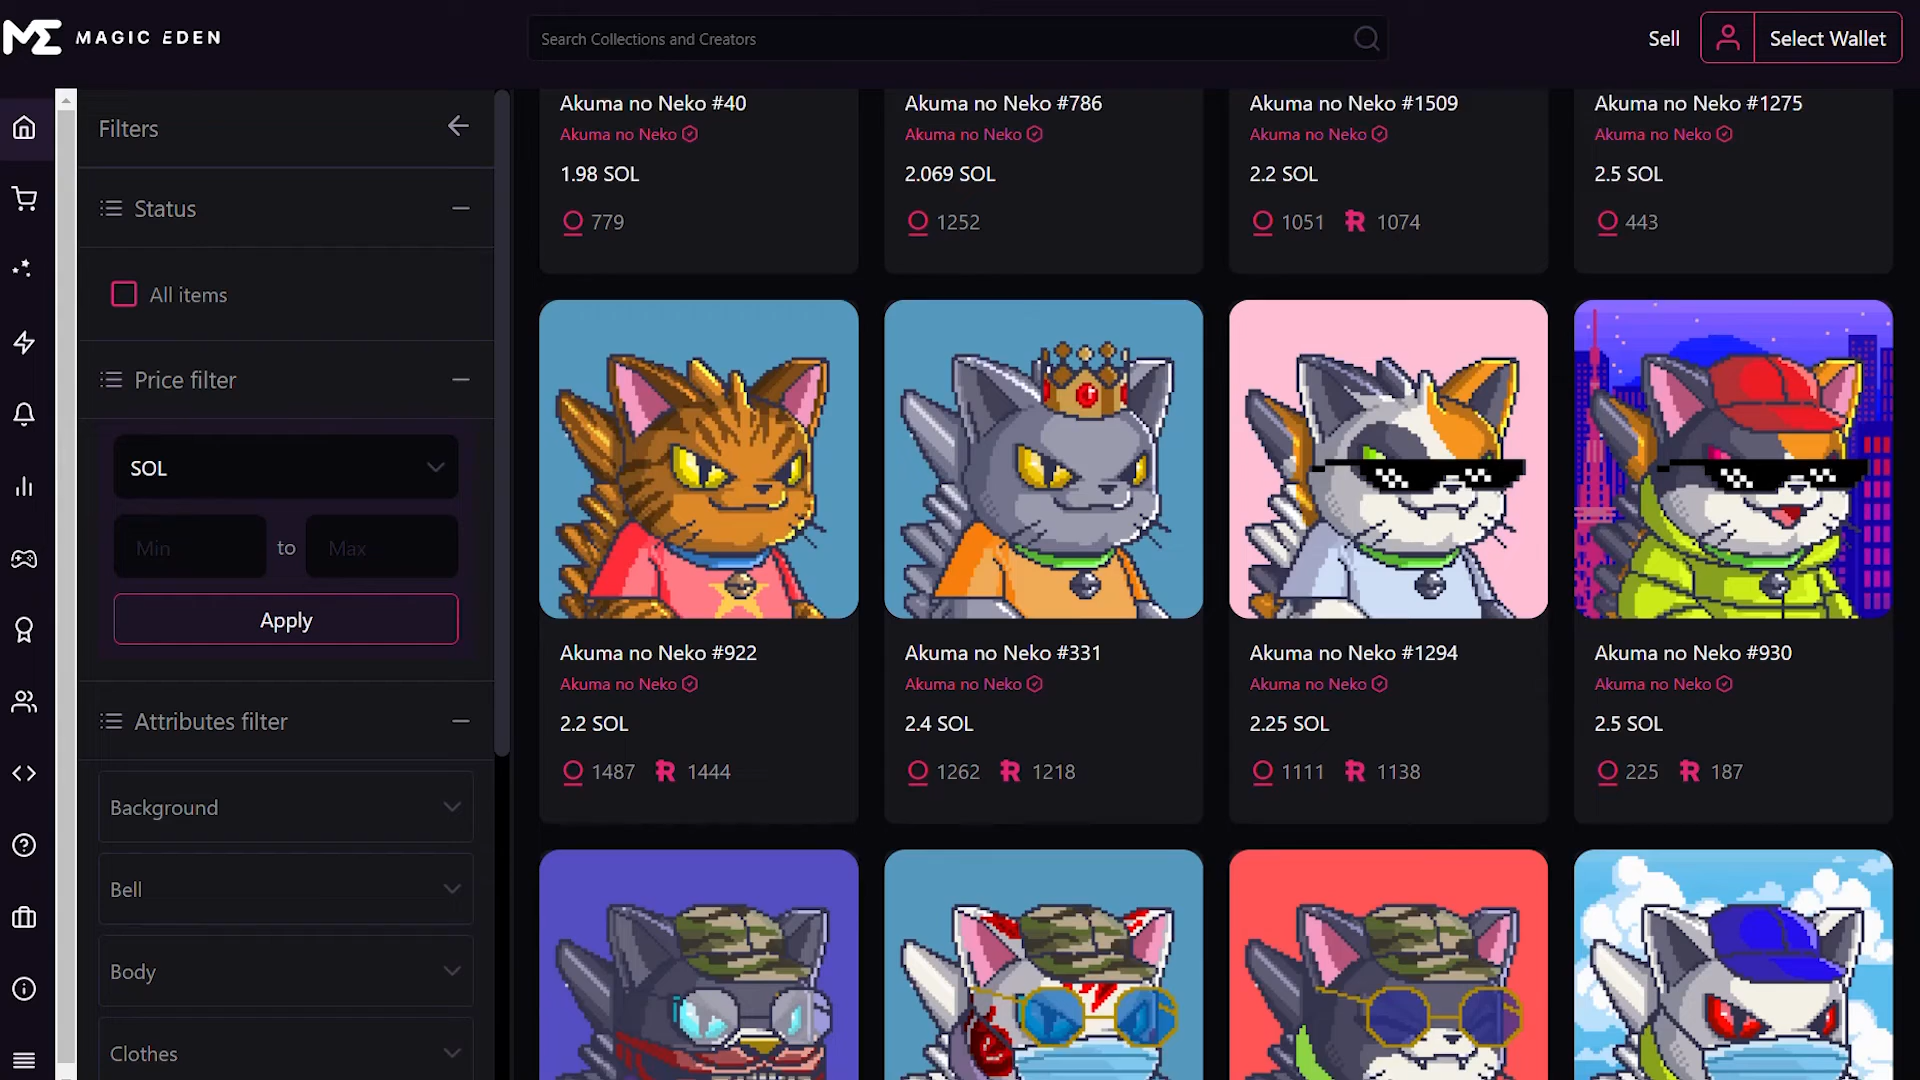 MAGIC EDEN
Search Collections and Creators
Sell
Select Wallet
Filters
Status
All items
Price filter
SOL
Min
to
Max
Apply
Attributes filter
Background
Bell
Body
Clothes
Akuma no Neko #40
Akuma no Neko
1.98 SOL
779
Akuma no Neko #786
Akuma no Neko
2.069 SOL
1252
Akuma no Neko #1509
Akuma no Neko
2.2 SOL
1051 1074
Akuma no Neko #1275
Akuma no Neko
2.5 SOL
443
Akuma no Neko #922
Akuma no Neko
2.2 SOL
1487 1444
Akuma no Neko #331
Akuma no Neko
2.4 SOL
1262 1218
Akuma no Neko #1294
Akuma no Neko
2.25 SOL
1111 1138
Akuma no Neko #930
Akuma no Neko
2.5 SOL
225 187